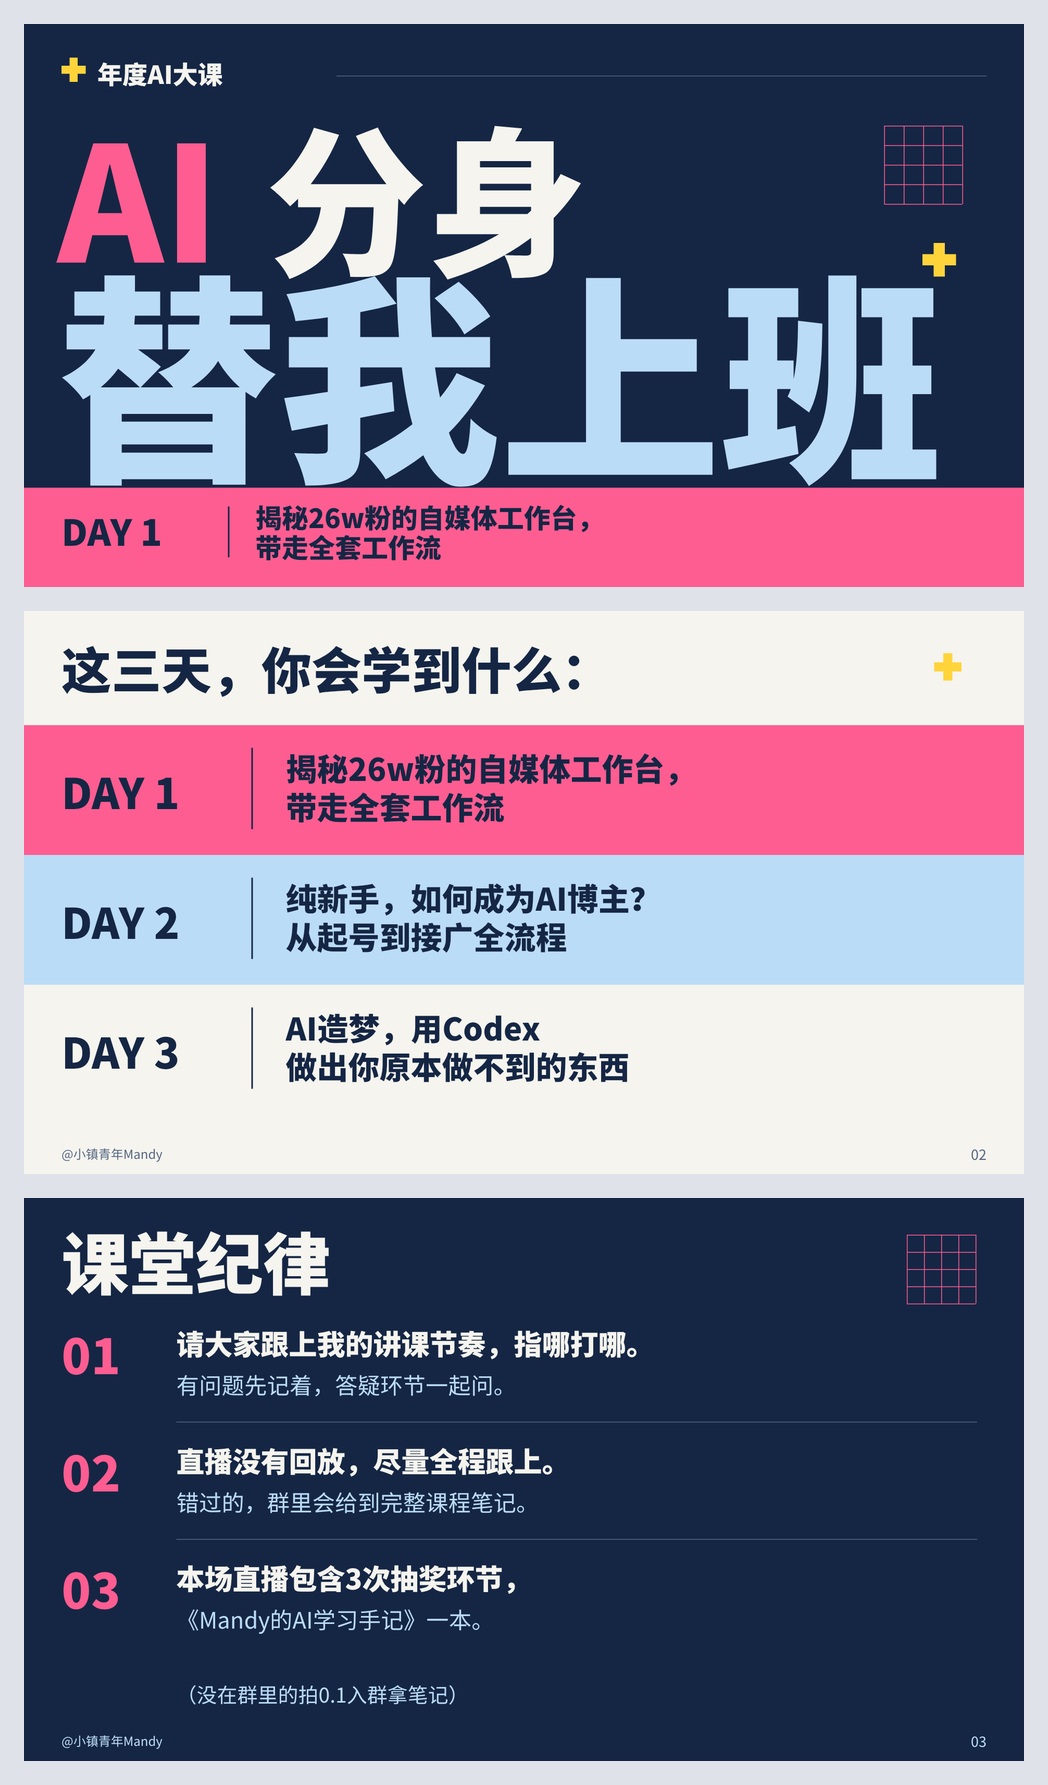 年度AI大课
AI 分身
替我上班
DAY 1
揭秘26w粉的自媒体工作台，
带走全套工作流
这三天，你会学到什么：
DAY 1
揭秘26w粉的自媒体工作台，
带走全套工作流
DAY 2
纯新手，如何成为AI博主？
从起号到接广全流程
DAY 3
AI造梦，用Codex
做出你原本做不到的东西
@小镇青年Mandy
02
课堂纪律
01
请大家跟上我的讲课节奏，指哪打哪。
有问题先记着，答疑环节一起问。
02
直播没有回放，尽量全程跟上。
错过的，群里会给到完整课程笔记。
03
本场直播包含3次抽奖环节，
《Mandy的AI学习手记》一本。
（没在群里的拍0.1入群拿笔记）
@小镇青年Mandy
03